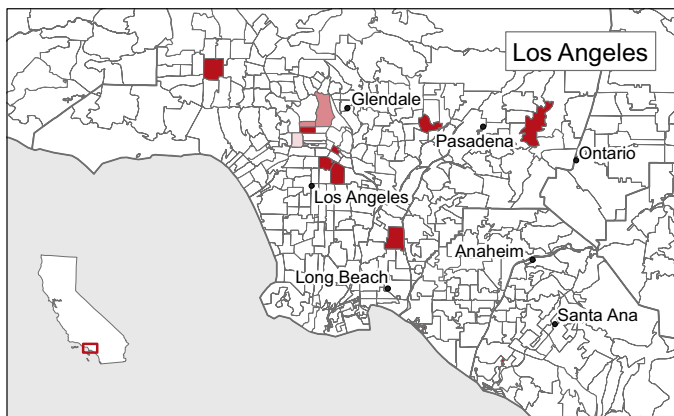 Los Angeles
Glendale
Pasadena
Ontario
Los Angeles
Anaheim
Long Beach
Santa Ana